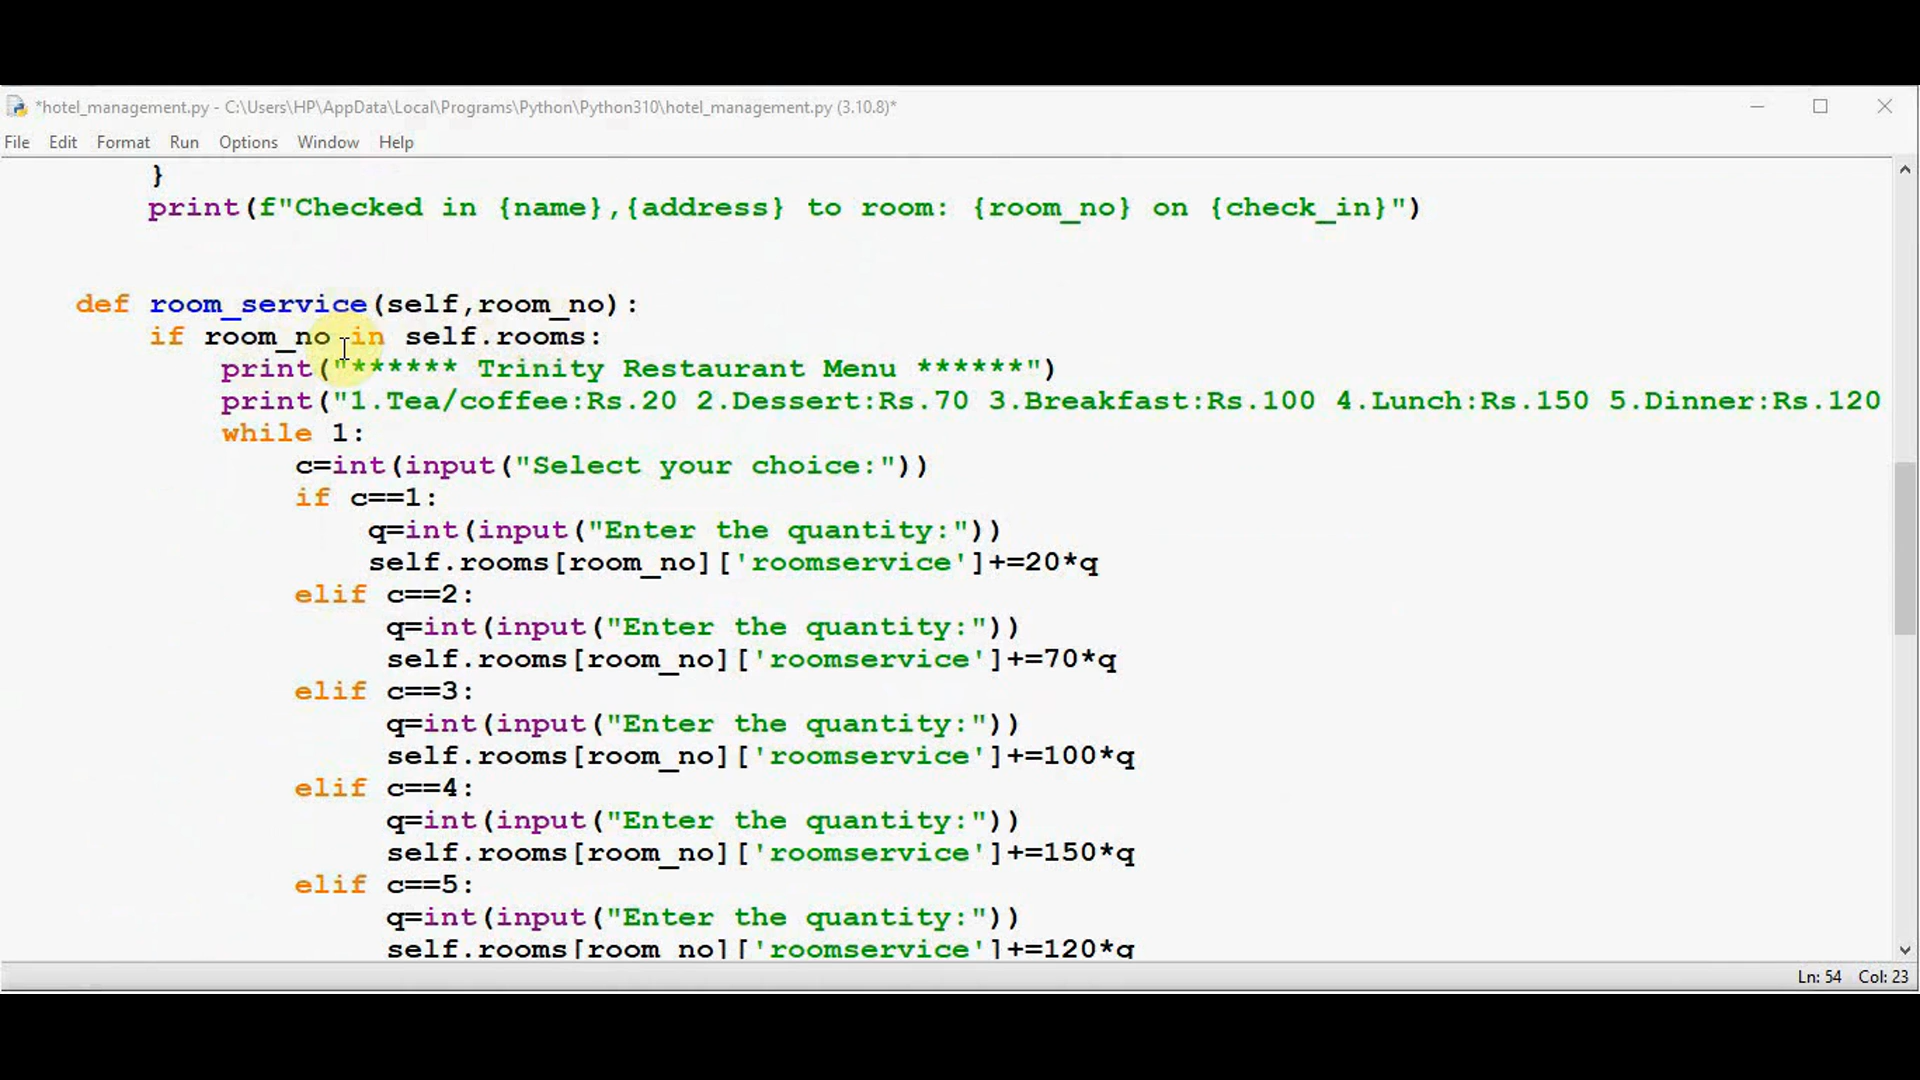 *hotel_management.py - C:\Users\HP\AppData\Local\Programs\Python\Python310\hotel_management.py (3.10.8)*
File Edit Format Run Options Window Help
        }
        print(f"Checked in {name},{address} to room: {room_no} on {check_in}")
    def room_service(self,room_no):
        if room_no in self.rooms:
            print("****** Trinity Restaurant Menu ******")
            print("1.Tea/coffee:Rs.20 2.Dessert:Rs.70 3.Breakfast:Rs.100 4.Lunch:Rs.150 5.Dinner:Rs.120
            while 1:
                c=int(input("Select your choice:"))
                if c==1:
                    q=int(input("Enter the quantity:"))
                    self.rooms[room_no]['roomservice']+=20*q
                elif c==2:
                     q=int(input("Enter the quantity:"))
                     self.rooms[room_no]['roomservice']+=70*q
                elif c==3:
                     q=int(input("Enter the quantity:"))
                     self.rooms[room_no]['roomservice']+=100*q
                elif c==4:
                     q=int(input("Enter the quantity:"))
                     self.rooms[room_no]['roomservice']+=150*q
                elif c==5:
                     q=int(input("Enter the quantity:"))
                     self.rooms[room_no]['roomservice']+=120*q
Ln: 54 Col: 23